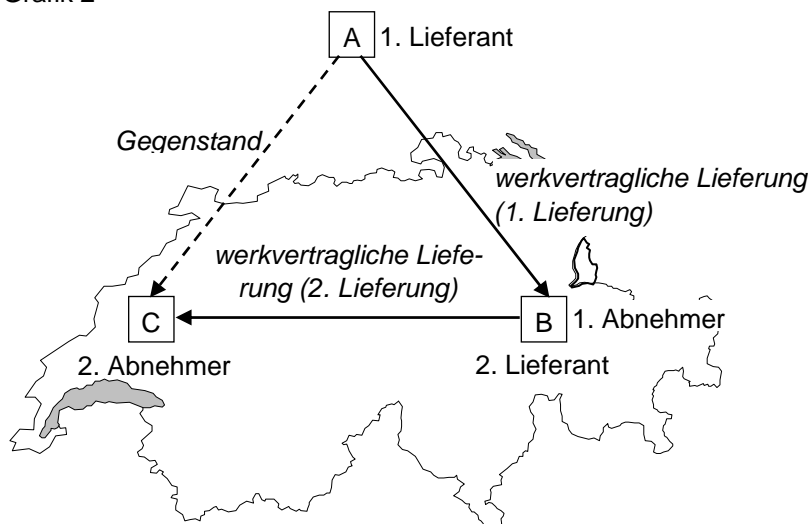 Grafik 2
A 1. Lieferant
Gegenstand
werkvertragliche Lieferung
(1. Lieferung)
werkvertragliche Liefe-
rung (2. Lieferung)
C
B 1. Abnehmer
2. Abnehmer
2. Lieferant